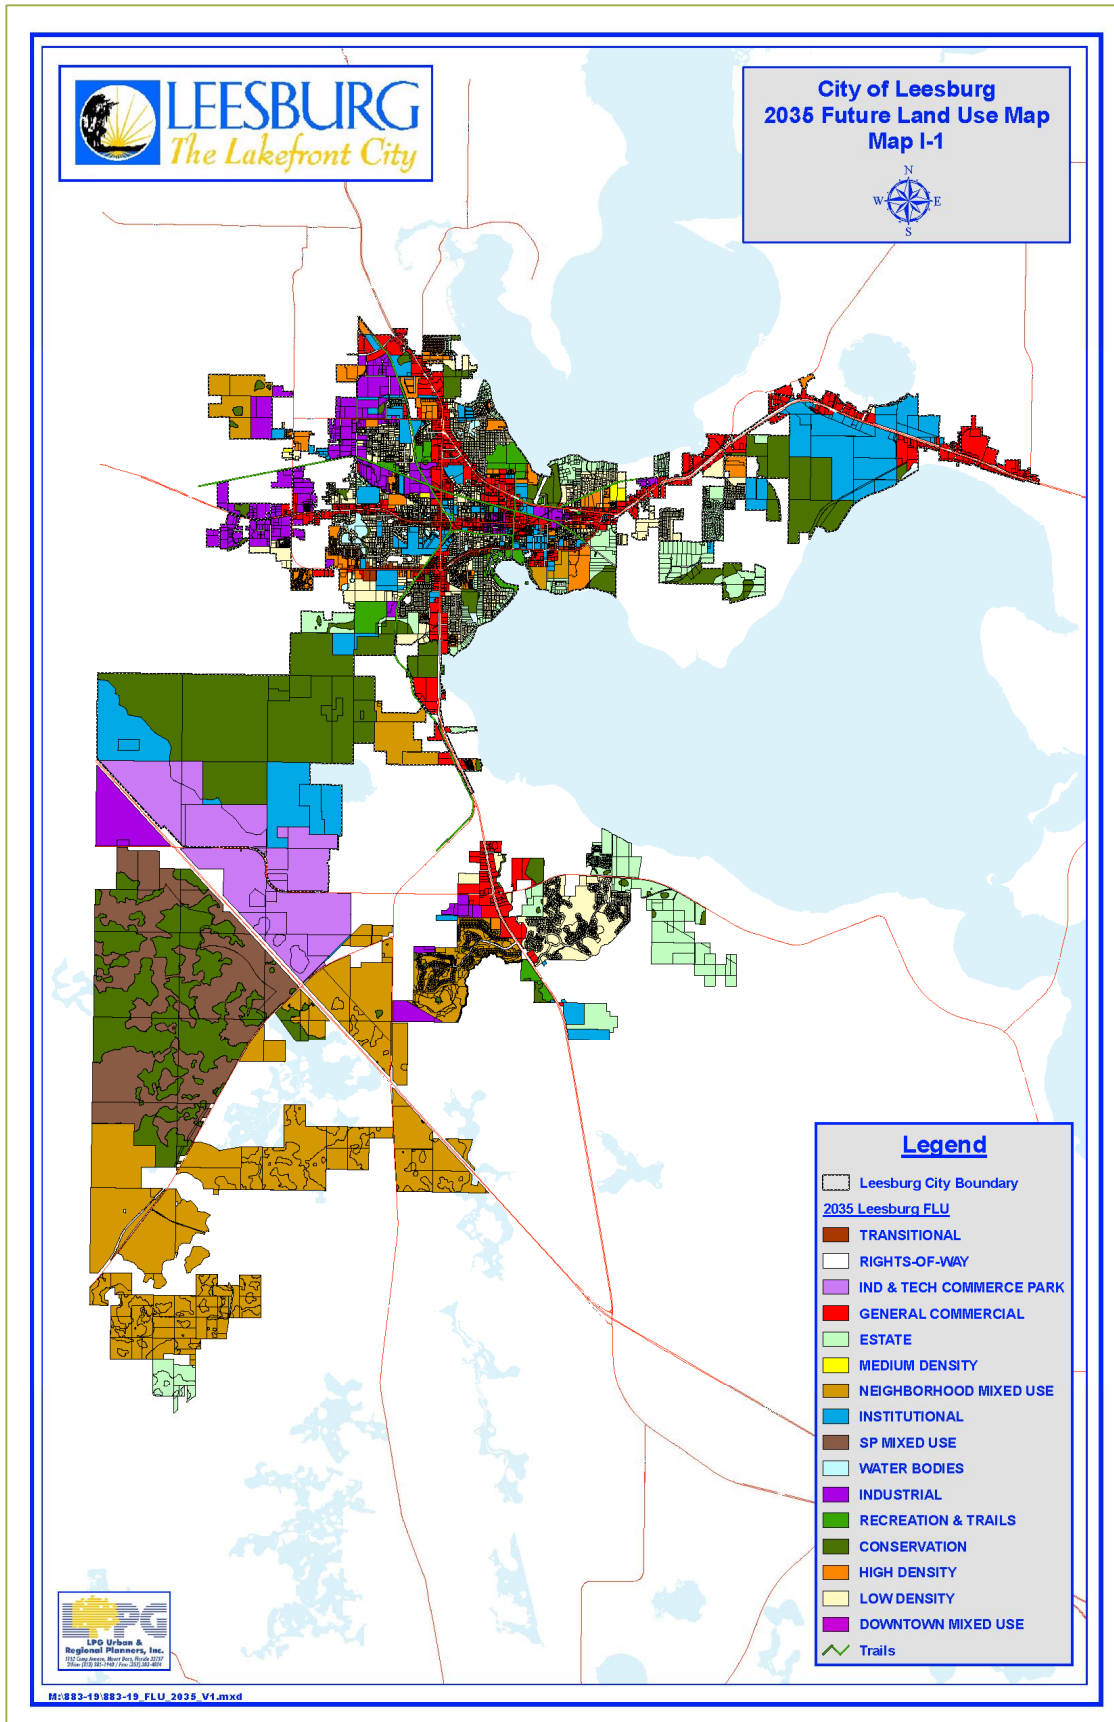 LEESBURG
The Lakefront City
City of Leesburg
2035 Future Land Use Map
Map I-1
N
W E
S
Legend
Leesburg City Boundary
2035 Leesburg FLU
TRANSITIONAL
RIGHTS-OF-WAY
IND & TECH COMMERCE PARK
GENERAL COMMERCIAL
ESTATE
MEDIUM DENSITY
NEIGHBORHOOD MIXED USE
INSTITUTIONAL
SP MIXED USE
WATER BODIES
INDUSTRIAL
RECREATION & TRAILS
CONSERVATION
HIGH DENSITY
LOW DENSITY
DOWNTOWN MIXED USE
Trails
LPG
LPG Urban &
Regional Planners, Inc.
M:\883-19\883-19_FLU_2035_V1.mxd